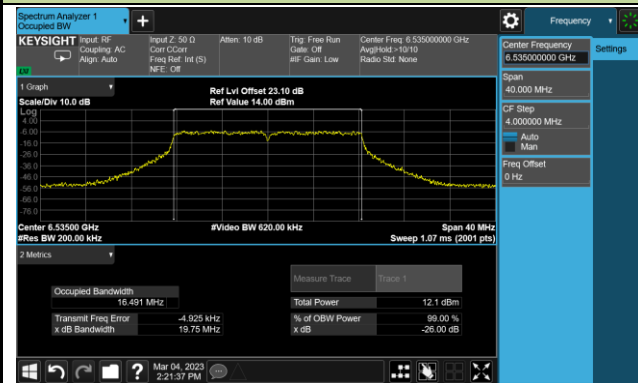 Spectrum Analyzer 1
Occupied BW
+
Frequency
KEYSIGHT
Input: RF
Coupling: AC
Align: Auto
Input Z: 50 Ω
Corr CCorr
Freq Ref: Int (S)
NFE: Off
Atten: 10 dB
Trig: Free Run
Gate: Off
#IF Gain: Low
Center Freq: 6.535000000 GHz
Avg|Hold:>10/10
Radio Std: None
LXI
Center Frequency
6.535000000 GHz
Settings
Span
40.000 MHz
CF Step
4.000000 MHz
Auto
Man
Freq Offset
0 Hz
1 Graph
Scale/Div 10.0 dB
Ref Lvl Offset 23.10 dB
Ref Value 14.00 dBm
Log
4.00
-6.00
-16.0
-26.0
-36.0
-46.0
-56.0
-66.0
-76.0
Center 6.53500 GHz
#Res BW 200.00 kHz
#Video BW 620.00 kHz
Span 40 MHz
Sweep 1.07 ms (2001 pts)
2 Metrics
Measure Trace
Trace 1
Occupied Bandwidth
16.491 MHz
Total Power
12.1 dBm
Transmit Freq Error
-4.925 kHz
% of OBW Power
99.00 %
x dB Bandwidth
19.75 MHz
x dB
-26.00 dB
?
Mar 04, 2023
2:21:37 PM